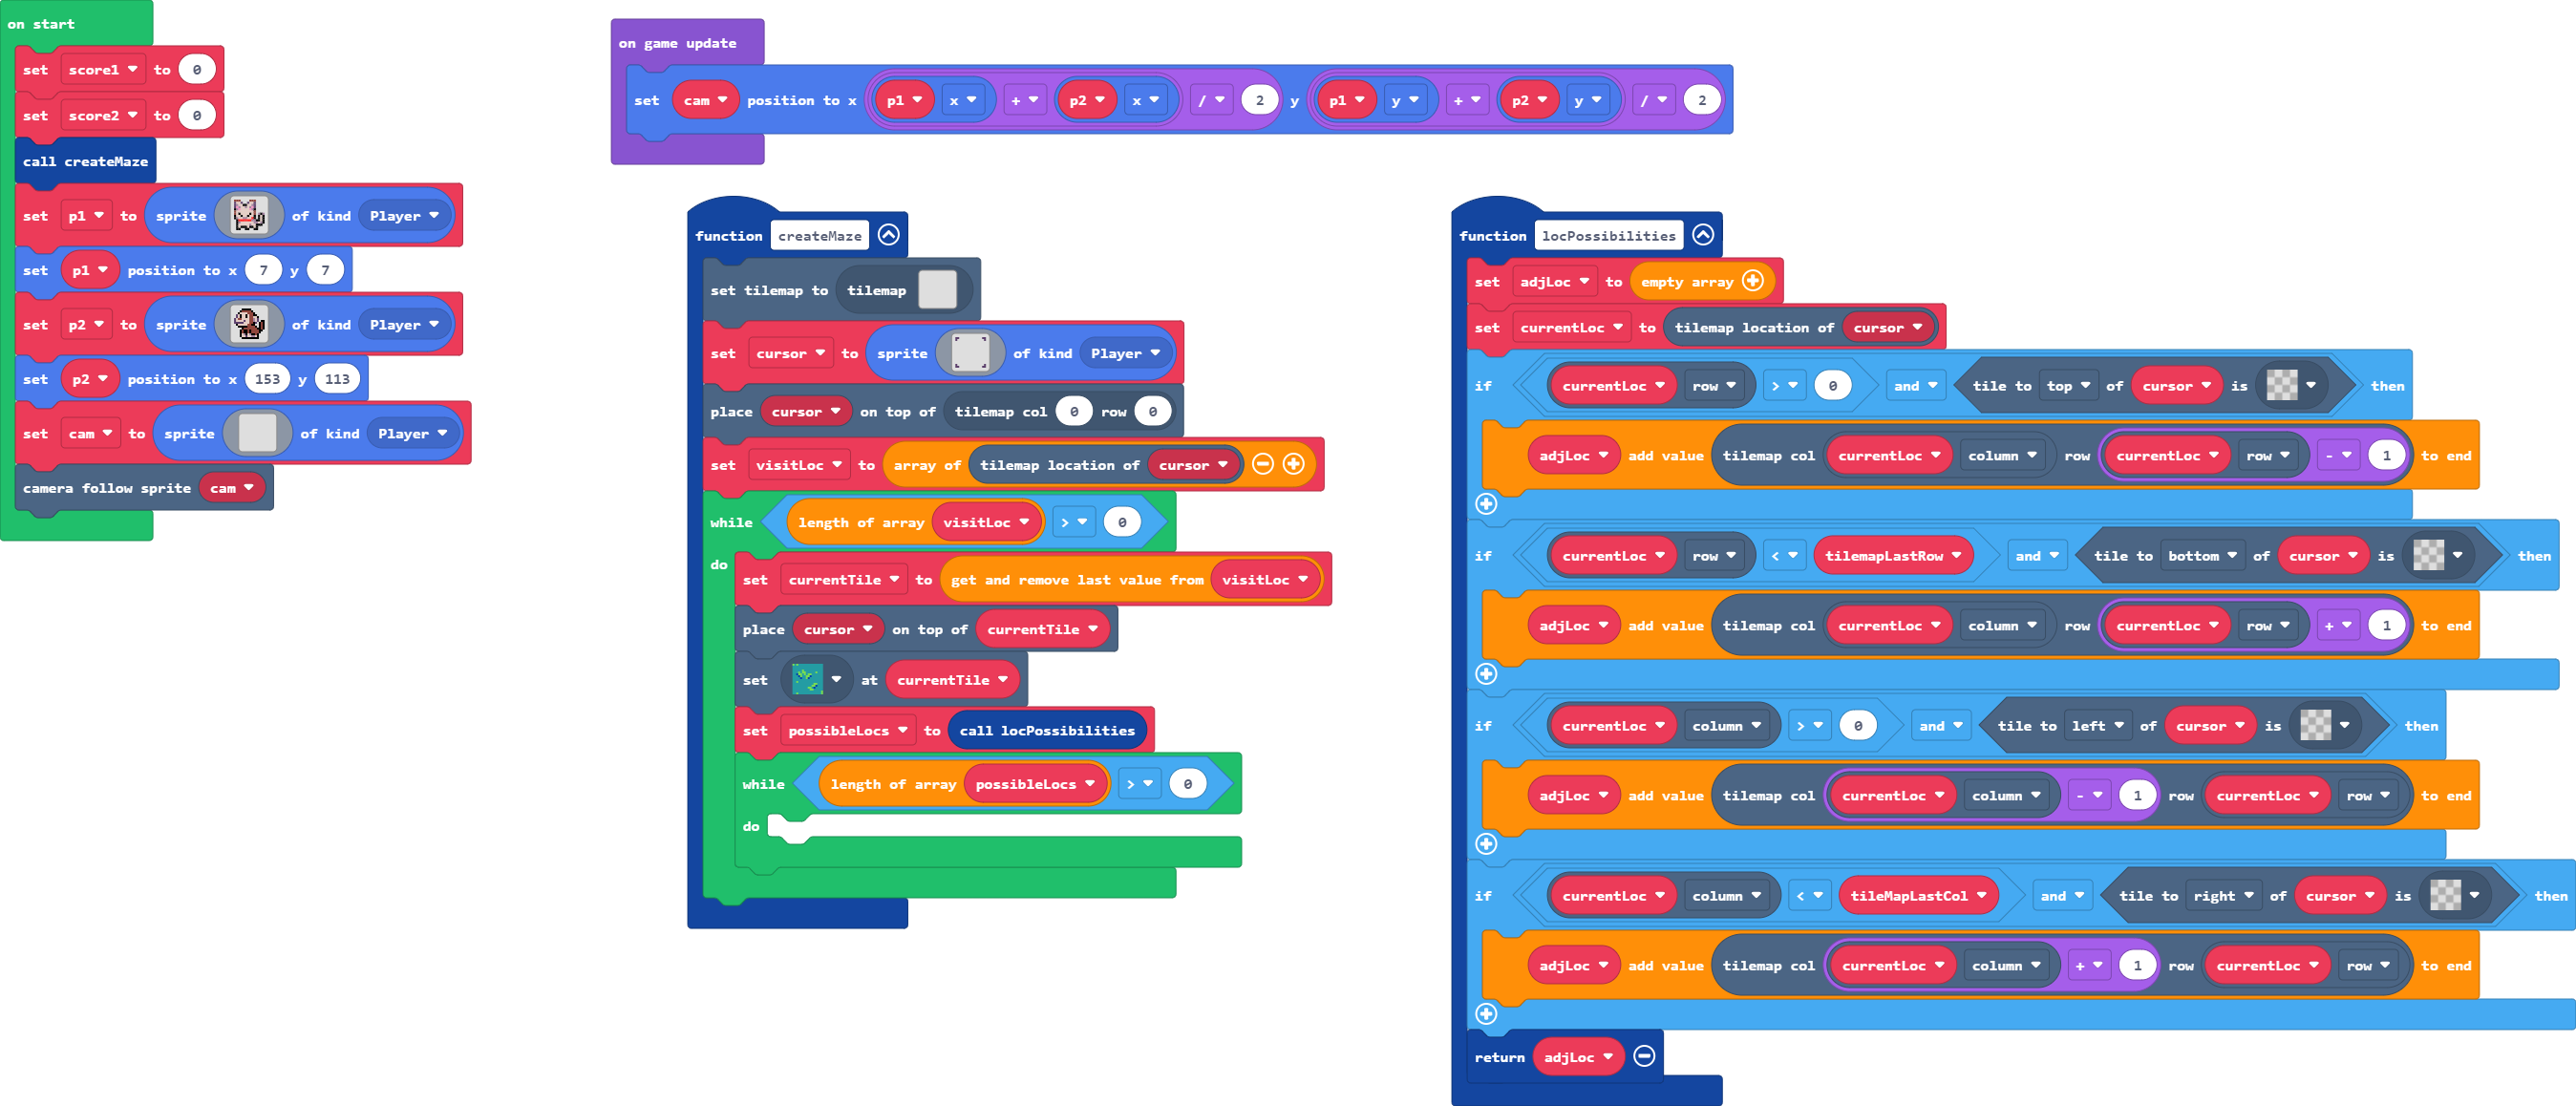 on start
set score1 to 0
set score2 to 0
call createMaze
set p1 to sprite of kind Player
set p1 position to x 7 y 7
set p2 to sprite of kind Player
set p2 position to x 153 y 113
set cam to sprite of kind Player
camera follow sprite cam
on game update
set cam position to x p1 x + p2 x / 2 y p1 y + p2 y / 2
function createMaze
set tilemap to tilemap
set cursor to sprite of kind Player
place cursor on top of tilemap col 0 row 0
set visitLoc to array of tilemap location of cursor
while length of array visitLoc > 0
do
set currentTile to get and remove last value from visitLoc
place cursor on top of currentTile
set at currentTile
set possibleLocs to call locPossibilities
while length of array possibleLocs > 0
do
function locPossibilities
set adjLoc to empty array
set currentLoc to tilemap location of cursor
if currentLoc row > 0 and tile to top of cursor is then
adjLoc add value tilemap col currentLoc column row currentLoc row - 1 to end
if currentLoc row < tilemapLastRow and tile to bottom of cursor is then
adjLoc add value tilemap col currentLoc column row currentLoc row + 1 to end
if currentLoc column > 0 and tile to left of cursor is then
adjLoc add value tilemap col currentLoc column - 1 row currentLoc row to end
if currentLoc column < tileMapLastCol and tile to right of cursor is then
adjLoc add value tilemap col currentLoc column + 1 row currentLoc row to end
return adjLoc